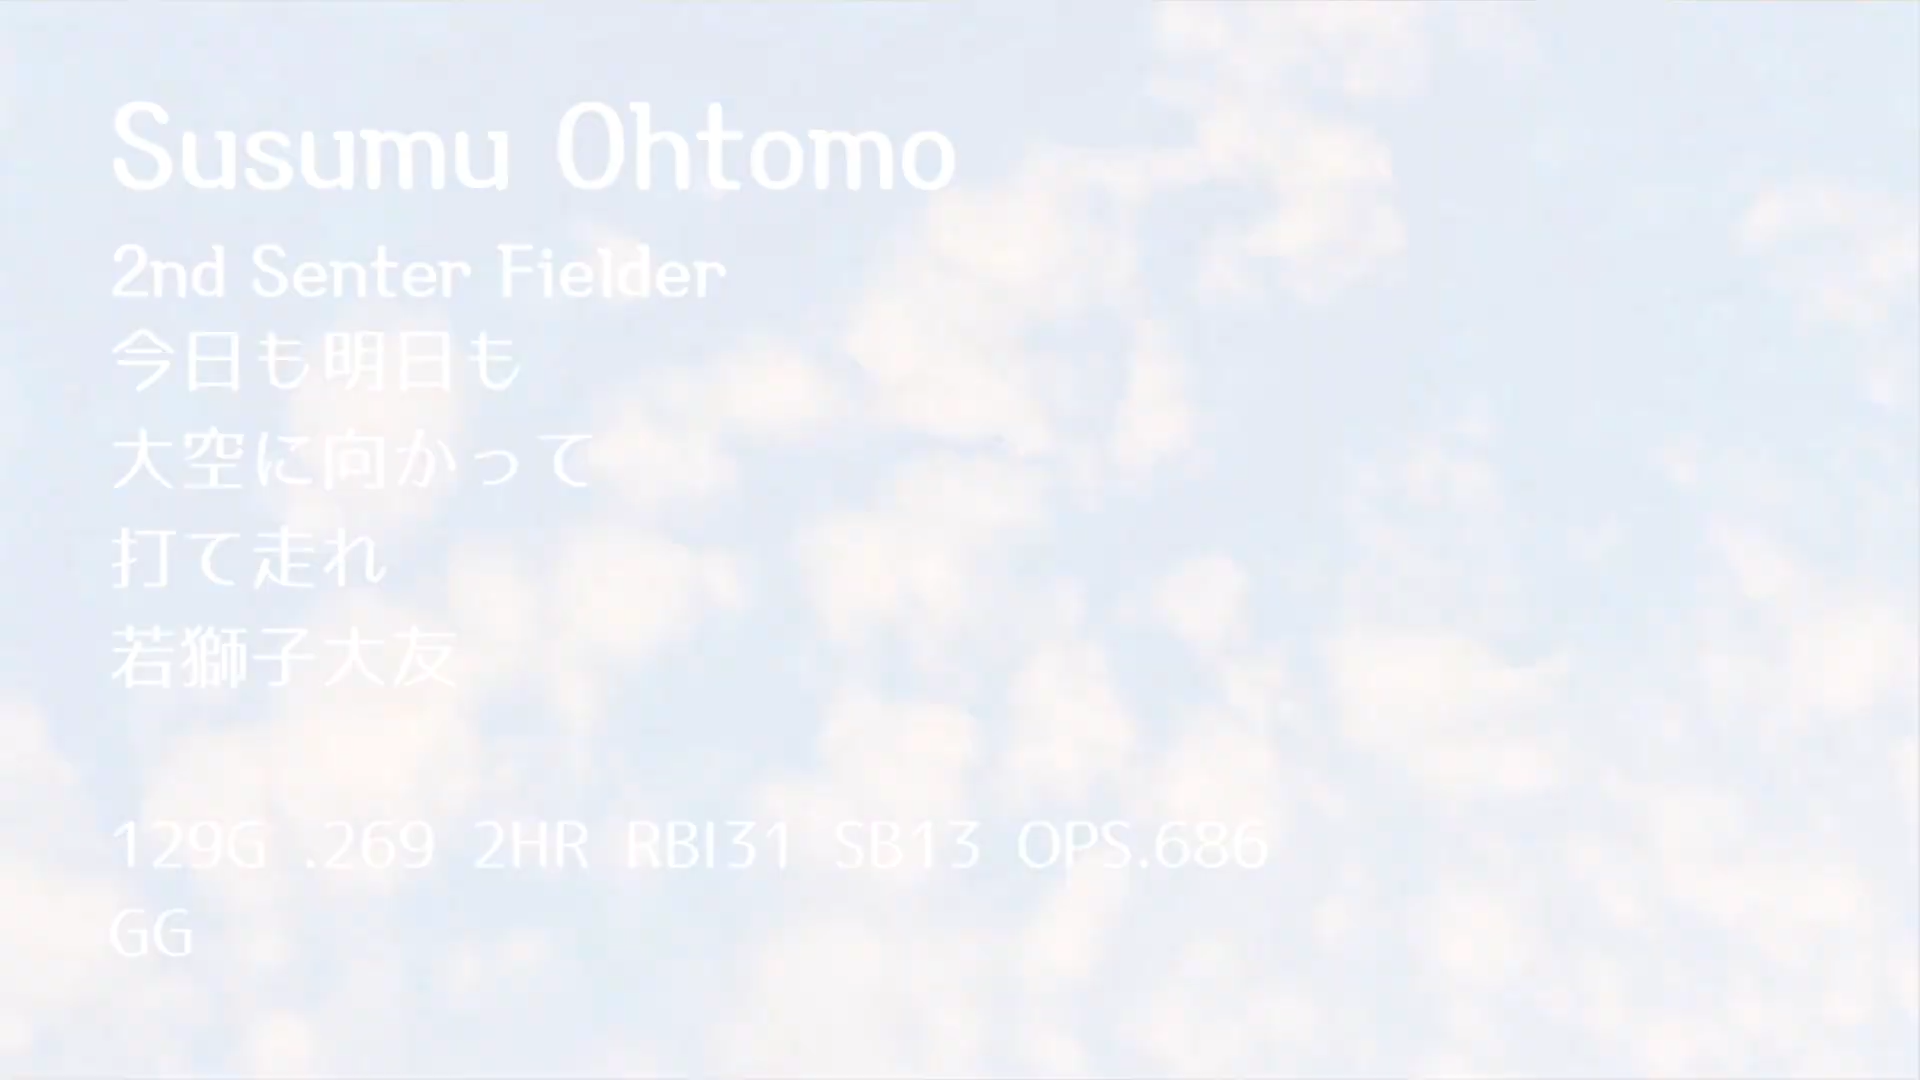 Susumu Ohtomo
2nd Senter Fielder
今日も明日も
大空に向かって
打て走れ
若獅子大友
129G .269 2HR RBI31 SB13 OPS.686
GG